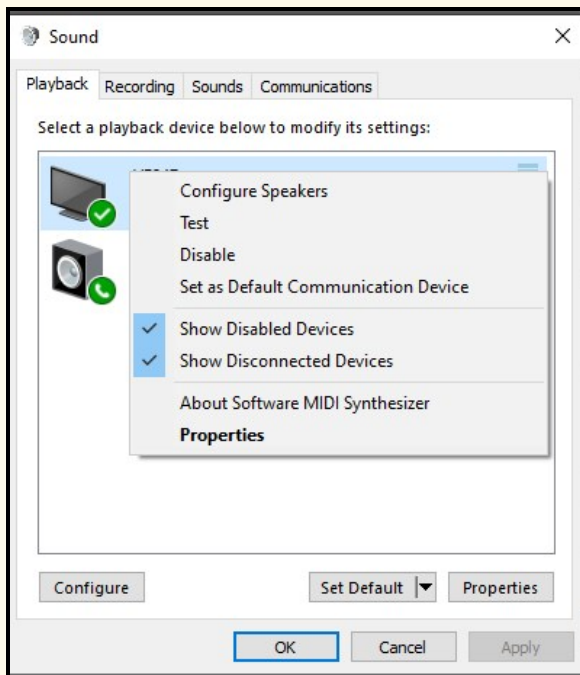 Sound
Playback Recording Sounds Communications
Select a playback device below to modify its settings:
Configure Speakers
Test
Disable
Set as Default Communication Device
Show Disabled Devices
Show Disconnected Devices
About Software MIDI Synthesizer
Properties
Configure Set Default Properties
OK Cancel Apply